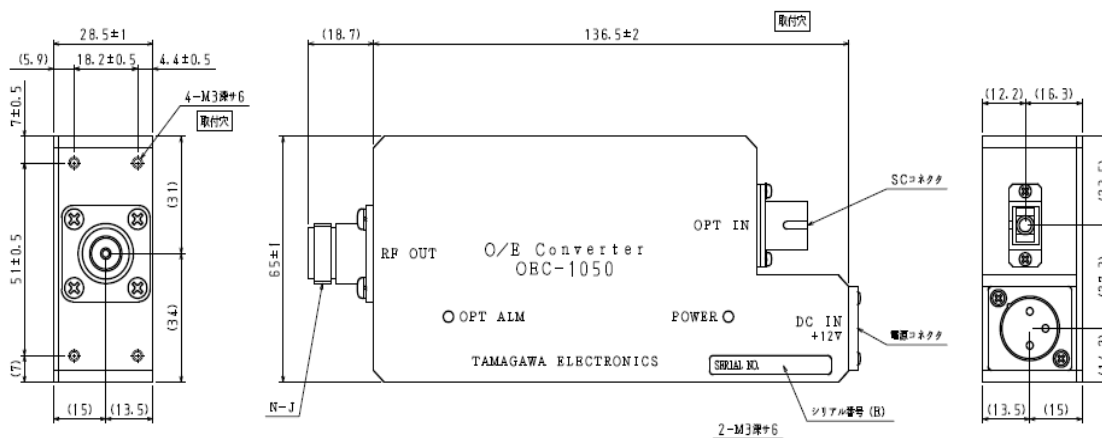 28.5±1
(5.9)
18.2±0.5
4.4±0.5
7±0.5
4-M3深サ6
取付穴
(31)
51±0.5
(34)
(7)
(15)
(13.5)
(18.7)
136.5±2
取付穴
65±1
RF OUT
O/E Converter
OBC-1050
OPT IN
SCコネクタ
OPT ALM
POWER
DC IN
+12V
電源コネクタ
TAMAGAWA ELECTRONICS
SERIAL NO.
N-J
シリアル番号(B)
2-M3深サ6
(12.2)
(16.3)
(13.5)
(15)